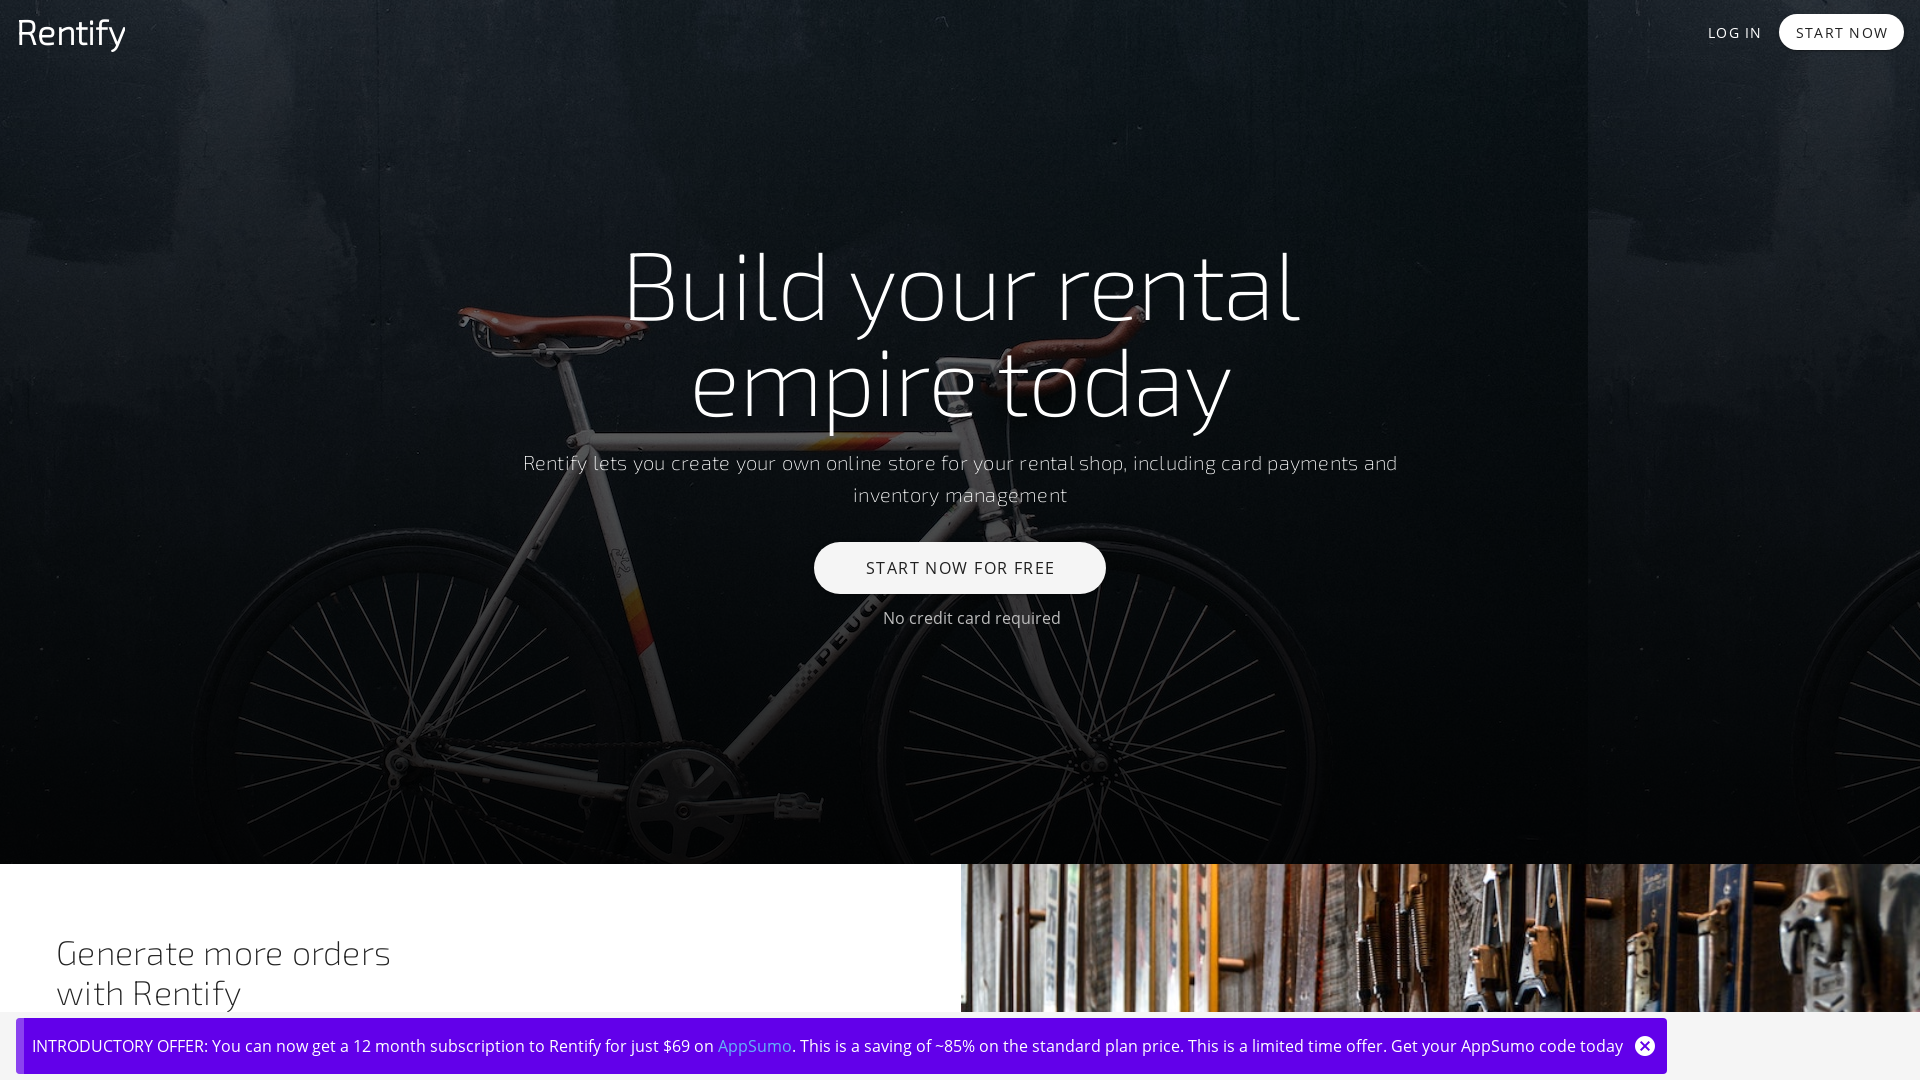 Rentify
LOG IN
START NOW
Build your rental
empire today
Rentify lets you create your own online store for your rental shop, including card payments and
inventory management
START NOW FOR FREE
No credit card required
PEUG
Generate more orders
with Rentify
INTRODUCTORY OFFER: You can now get a 12 month subscription to Rentify for just $69 on AppSumo. This is a saving of ~85% on the standard plan price. This is a limited time offer. Get your AppSumo code today